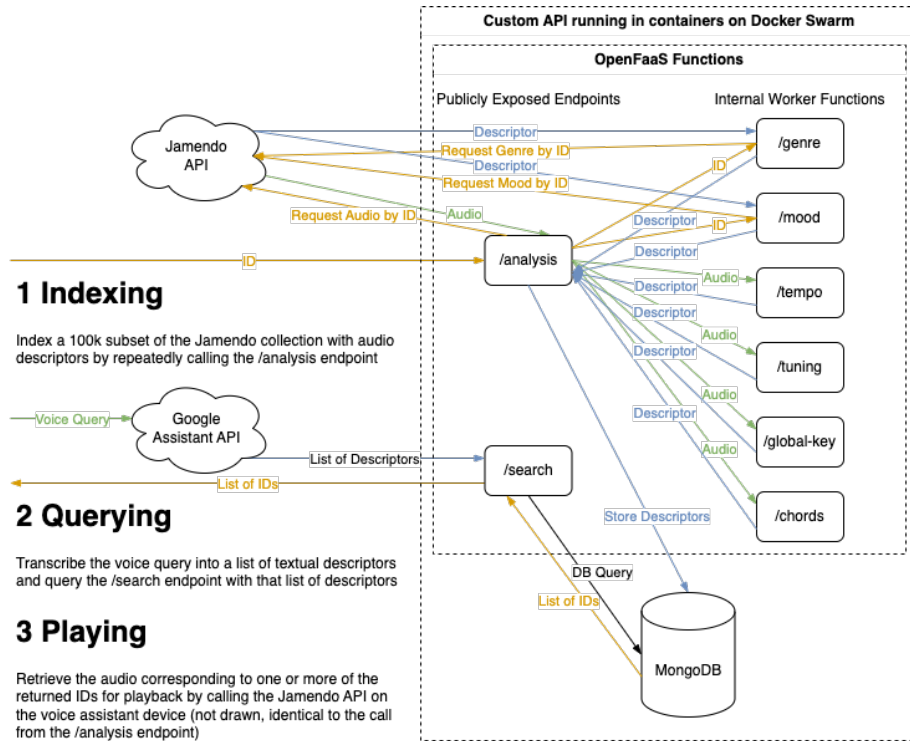 Custom API running in containers on Docker Swarm
OpenFaaS Functions
Publicly Exposed Endpoints
Internal Worker Functions
Jamendo
API
Descriptor
Request Genre by ID
Descriptor
Request Mood by ID
Request Audio by ID
Audio
/genre
ID
/mood
Descriptor
ID
Descriptor
/analysis
ID
Audio
Descriptor
/tempo
Descriptor
Audio
/tuning
Descriptor
Audio
Descriptor
/global-key
Audio
/chords
1 Indexing
Index a 100k subset of the Jamendo collection with audio
descriptors by repeatedly calling the /analysis endpoint
Voice Query
Google
Assistant API
List of Descriptors
/search
List of IDs
Store Descriptors
2 Querying
Transcribe the voice query into a list of textual descriptors
and query the /search endpoint with that list of descriptors
DB Query
List of IDs
MongoDB
3 Playing
Retrieve the audio corresponding to one or more of the
returned IDs for playback by calling the Jamendo API on
the voice assistant device (not drawn, identical to the call
from the /analysis endpoint)